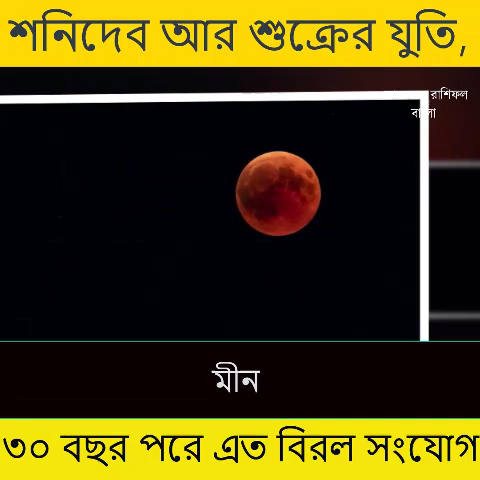 শনিদেব আর শুক্রের যুতি,
রাশিফল
বাংলা
মীন
৩০ বছর পরে এত বিরল সংযোগ